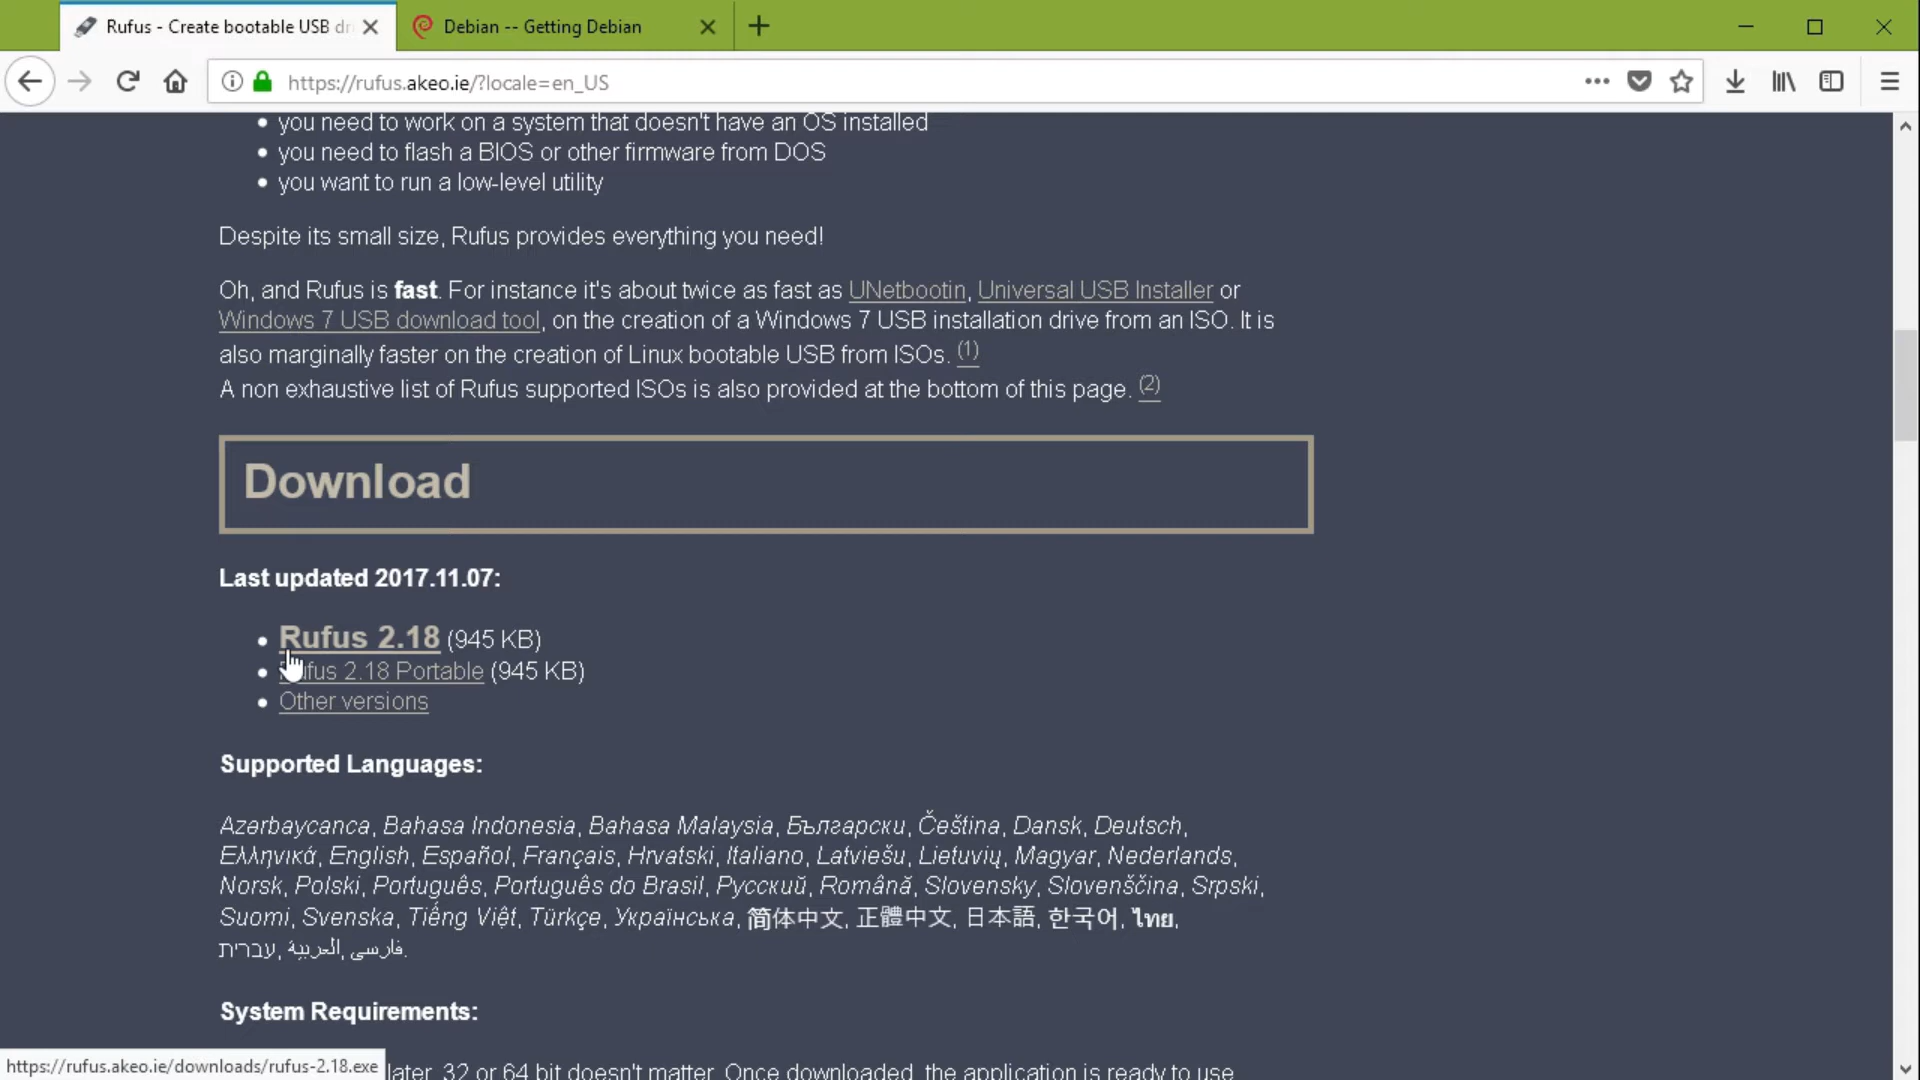 Rufus - Create bootable USB dri
Debian -- Getting Debian
https://rufus.akeo.ie/?locale=en_US
you need to work on a system that doesn't have an OS installed
you need to flash a BIOS or other firmware from DOS
you want to run a low-level utility
Despite its small size, Rufus provides everything you need!
Oh, and Rufus is fast. For instance it's about twice as fast as UNetbootin, Universal USB Installer or
Windows 7 USB download tool, on the creation of a Windows 7 USB installation drive from an ISO. It is
also marginally faster on the creation of Linux bootable USB from ISOs. (1)
A non exhaustive list of Rufus supported ISOs is also provided at the bottom of this page. (2)
Download
Last updated 2017.11.07:
Rufus 2.18 (945 KB)
Rufus 2.18 Portable (945 KB)
Other versions
Supported Languages:
Azərbaycanca, Bahasa Indonesia, Bahasa Malaysia, Български, Čeština, Dansk, Deutsch,
Ελληνικά, English, Español, Français, Hrvatski, Italiano, Latviešu, Lietuvių, Magyar, Nederlands,
Norsk, Polski, Português, Português do Brasil, Русский, Română, Slovensky, Slovenščina, Srpski,
Suomi, Svenska, Tiếng Việt, Türkçe, Українська, 简体中文, 正體中文, 日本語, 한국어, ไทย,
עברית, العربية, فارسی.
System Requirements:
later, 32 or 64 bit doesn't matter. Once downloaded, the application is ready to use
https://rufus.akeo.ie/downloads/rufus-2.18.exe